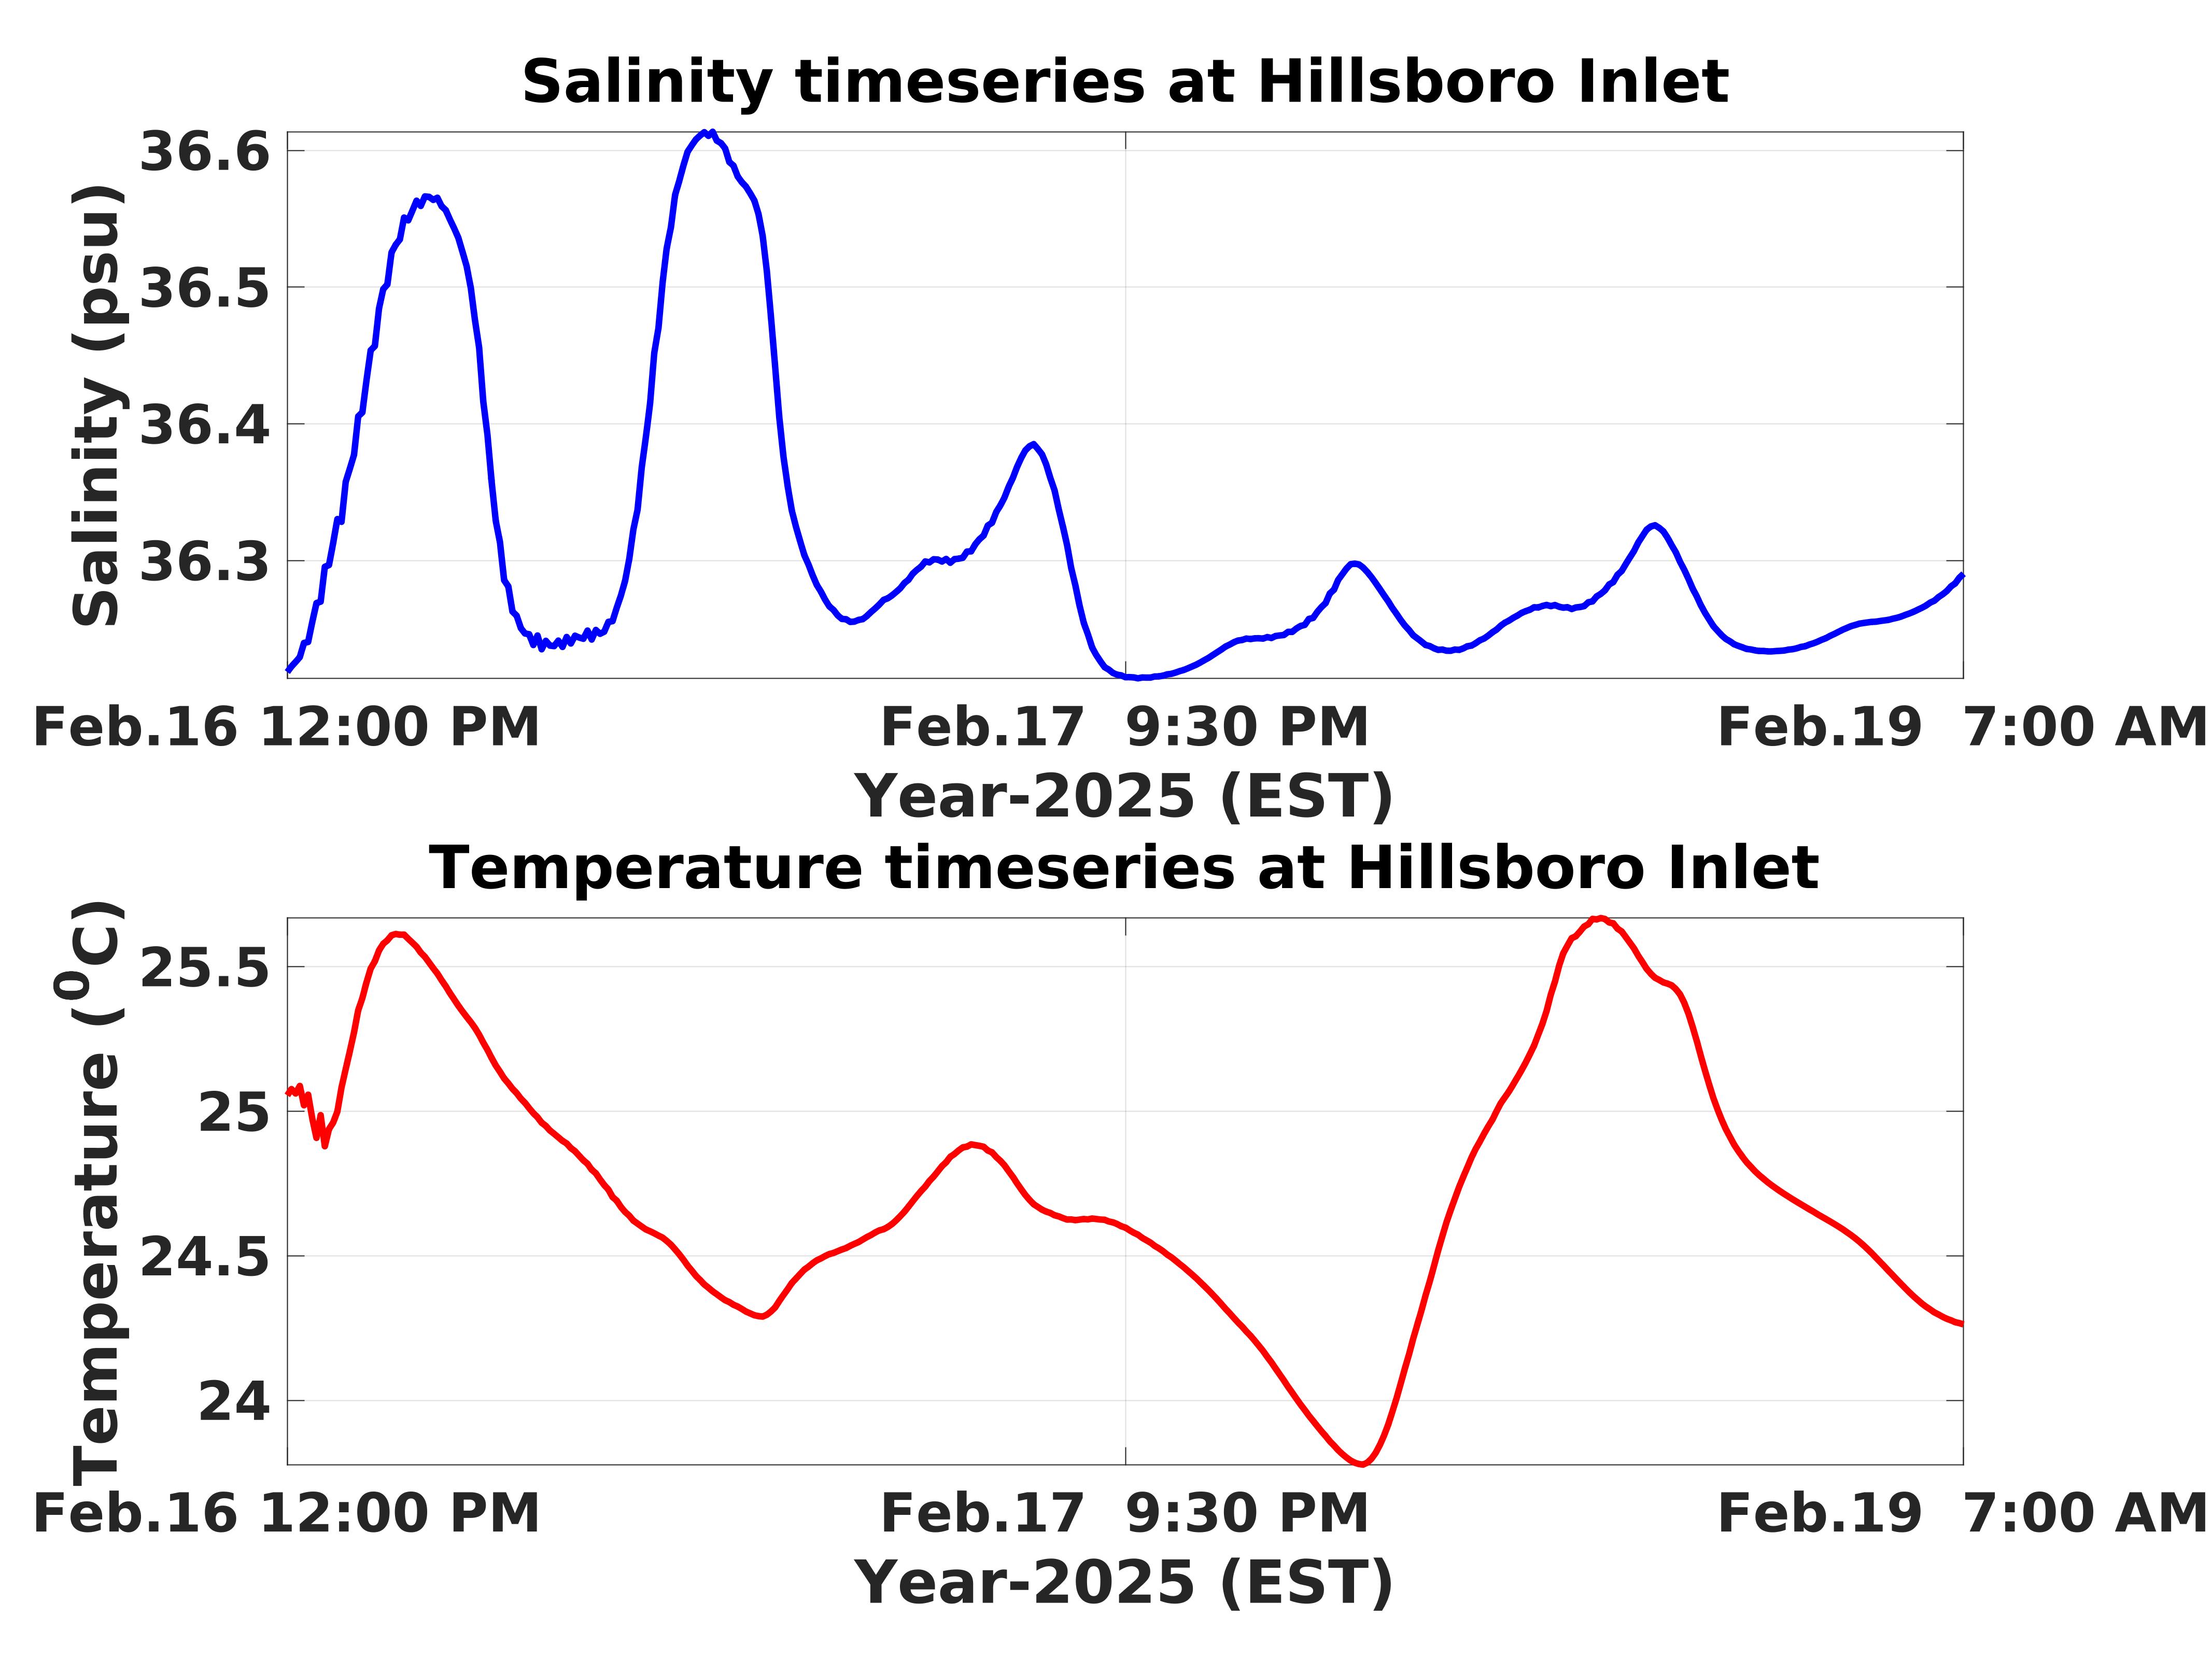 Salinity timeseries at Hillsboro Inlet
Salinity (psu)
36.6
36.5
36.4
36.3
Feb.16 12:00 PM Feb.17  9:30 PM Feb.19  7:00 AM
Year-2025 (EST)
Temperature timeseries at Hillsboro Inlet
Temperature (⁰C)
25.5
25
24.5
24
Feb.16 12:00 PM Feb.17  9:30 PM Feb.19  7:00 AM
Year-2025 (EST)